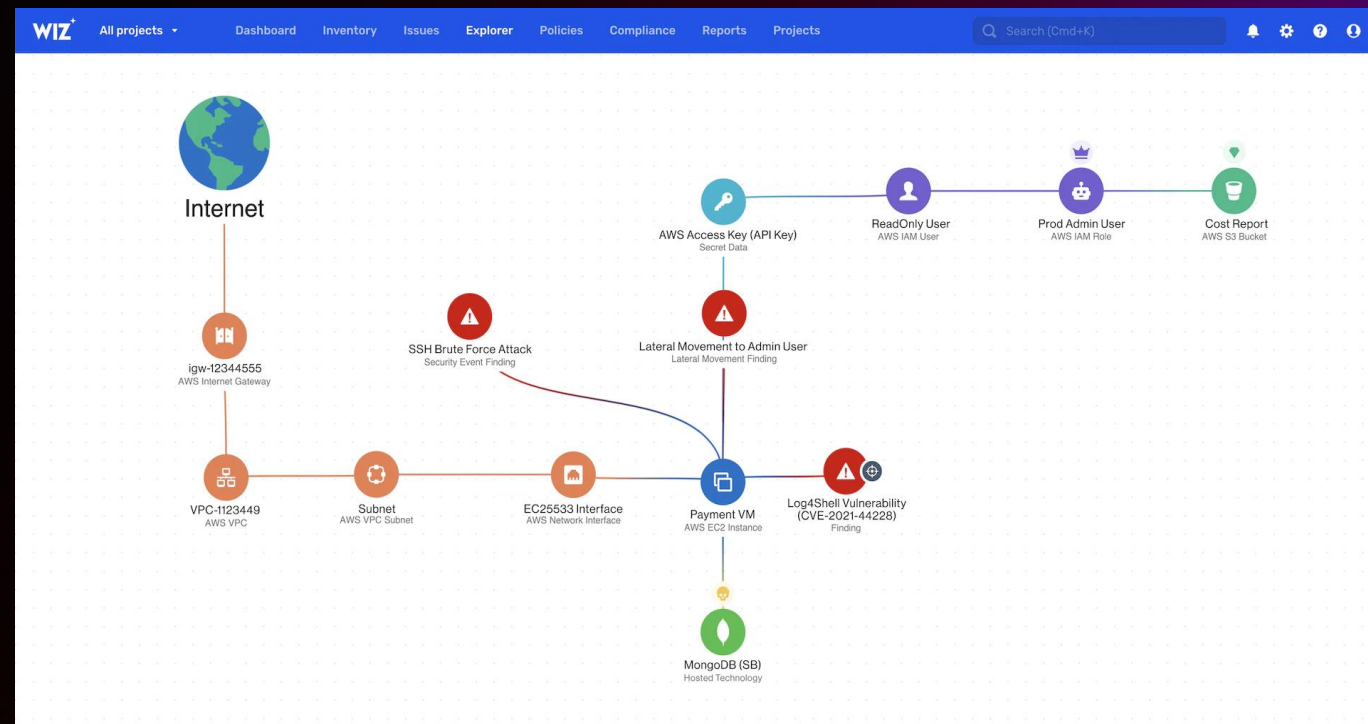 WIZ
All projects
Dashboard
Inventory
Issues
Explorer
Policies
Compliance
Reports
Projects
Search (Cmd+K)
Internet
AWS Access Key (API Key)
Secret Data
ReadOnly User
AWS IAM User
Prod Admin User
AWS IAM Role
Cost Report
AWS S3 Bucket
SSH Brute Force Attack
Security Event Finding
Lateral Movement to Admin User
Lateral Movement Finding
igw-12344555
AWS Internet Gateway
VPC-1123449
AWS VPC
Subnet
AWS VPC Subnet
EC25533 Interface
AWS Network Interface
Payment VM
AWS EC2 Instance
Log4Shell Vulnerability
(CVE-2021-44228)
Finding
MongoDB (SB)
Hosted Technology